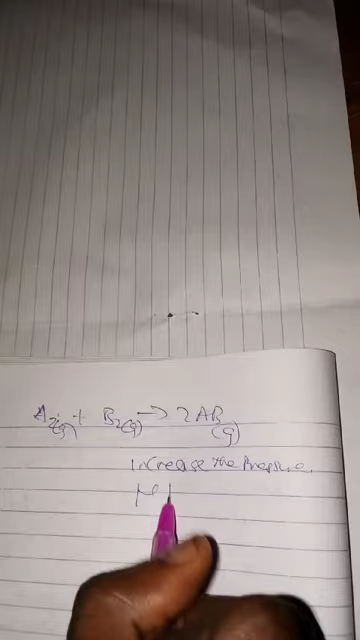 A₂(g) + B₂(g) → 2AB(g)
increase the Pressure.